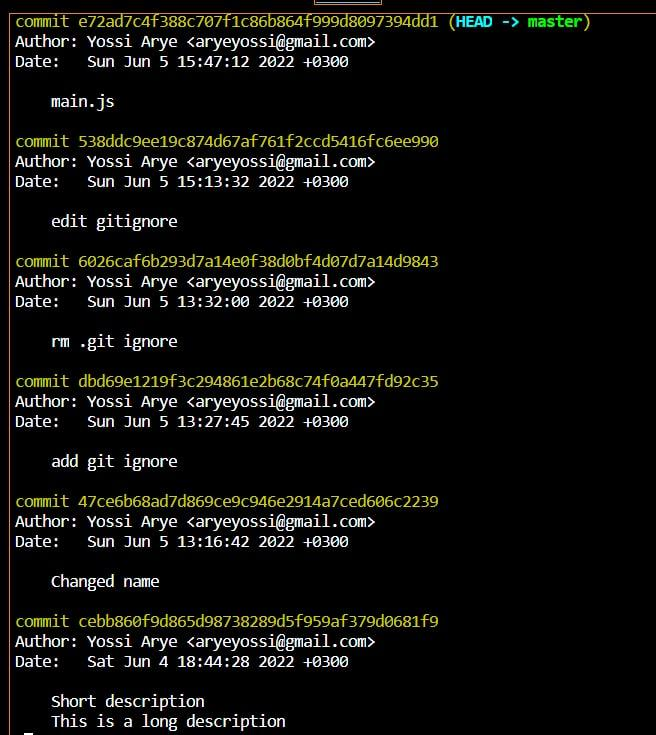 commit e72ad7c4f388c707f1c86b864f999d8097394dd1 (HEAD -> master)
Author: Yossi Arye <aryeyossi@gmail.com>
Date:   Sun Jun 5 15:47:12 2022 +0300
main.js
commit 538ddc9ee19c874d67af761f2ccd5416fc6ee990
Author: Yossi Arye <aryeyossi@gmail.com>
Date:   Sun Jun 5 15:13:32 2022 +0300
edit gitignore
commit 6026caf6b293d7a14e0f38d0bf4d07d7a14d9843
Author: Yossi Arye <aryeyossi@gmail.com>
Date:   Sun Jun 5 13:32:00 2022 +0300
rm .git ignore
commit dbd69e1219f3c294861e2b68c74f0a447fd92c35
Author: Yossi Arye <aryeyossi@gmail.com>
Date:   Sun Jun 5 13:27:45 2022 +0300
add git ignore
commit 47ce6b68ad7d869ce9c946e2914a7ced606c2239
Author: Yossi Arye <aryeyossi@gmail.com>
Date:   Sun Jun 5 13:16:42 2022 +0300
Changed name
commit cebb860f9d865d98738289d5f959af379d0681f9
Author: Yossi Arye <aryeyossi@gmail.com>
Date:   Sat Jun 4 18:44:28 2022 +0300
Short description
This is a long description